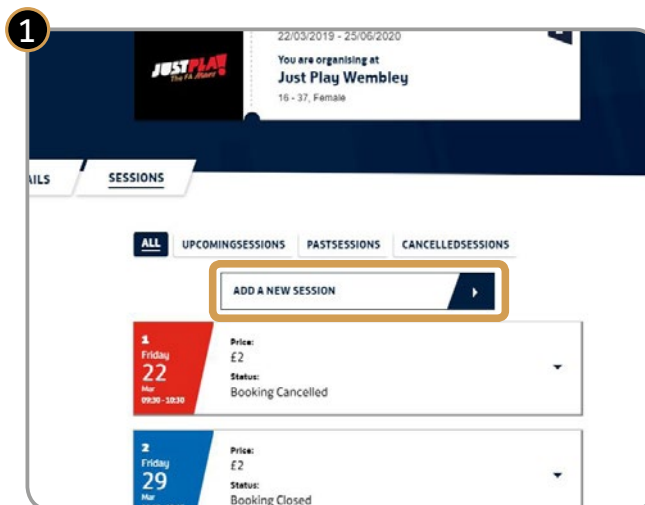 1
22/03/2019 - 25/06/2020
You are organising at
Just Play Wembley
16 - 37, Female
JUST PLAY!
The FA Mars
SESSIONS
ALL UPCOMINGSESSIONS PASTSESSIONS CANCELLEDSESSIONS
ADD A NEW SESSION
1
Friday
22
Mar
09:30 - 10:30
Price:
£2
Status:
Booking Cancelled
2
Friday
29
Mar
Price:
£2
Status:
Booking Closed